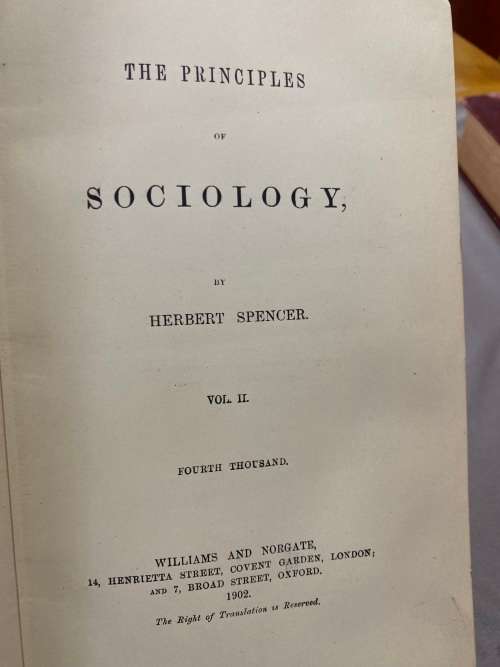 THE PRINCIPLES
OF
SOCIOLOGY,
BY
HERBERT SPENCER.
VOL. II.
FOURTH THOUSAND.
WILLIAMS AND NORGATE,
14, HENRIETTA STREET, COVENT GARDEN, LONDON;
AND 7, BROAD STREET, OXFORD.
1902.
The Right of Translation is Reserved.